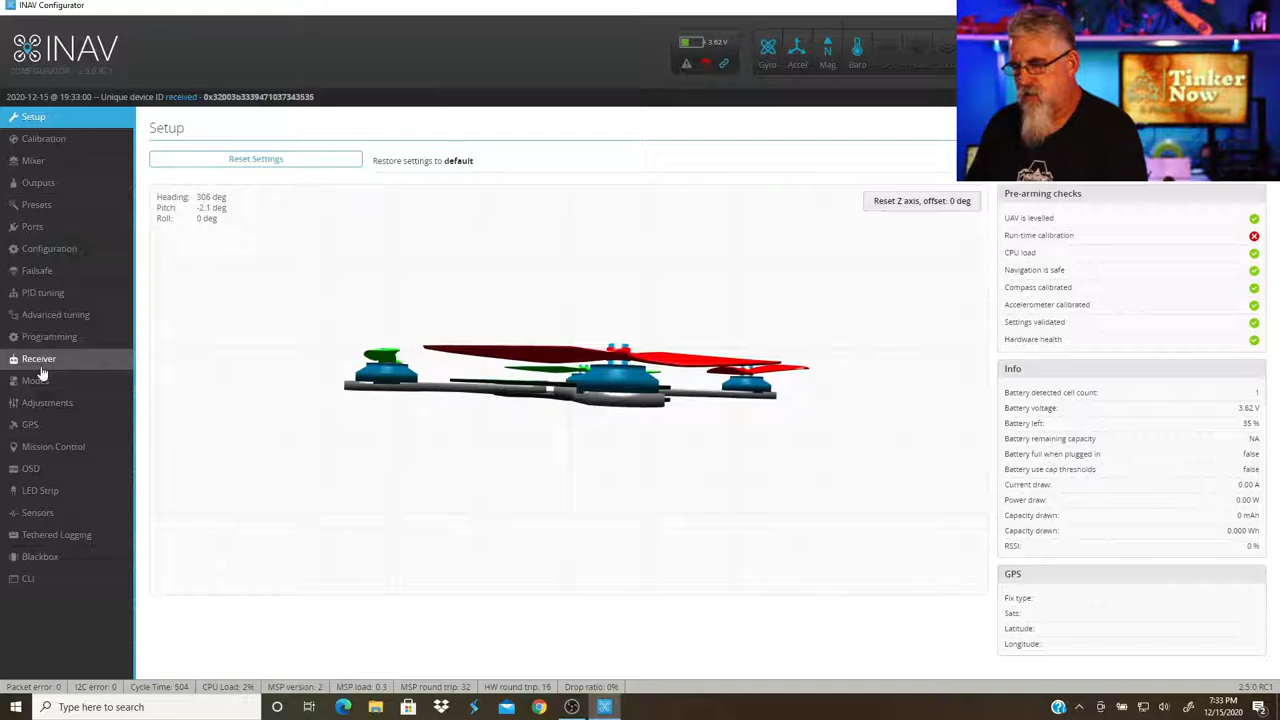 INAV Configurator
INAV
3.62 V
Gyro
Accel
Mag
Baro
2020-12-15 @ 19:33:00 -- Unique device ID received - 0x32003b3339471037343535
Tinker
Now
Setup
Calibration
Mixer
Outputs
Presets
Ports
Configuration
Failsafe
PID tuning
Advanced tuning
Programming
Receiver
Adjustments
GPS
Mission Control
OSD
LED Strip
Sensors
Tethered Logging
Blackbox
CLI
Setup
Reset Settings
Restore settings to default
Heading: 306 deg
Pitch: -2.1 deg
Roll: 0 deg
Reset Z axis, offset: 0 deg
Pre-arming checks
UAV is levelled
Run-time calibration
CPU load
Navigation is safe
Compass calibrated
Accelerometer calibrated
Settings validated
Hardware health
Info
Battery detected cell count: 1
Battery voltage: 3.62 V
Battery left: 35 %
Battery remaining capacity NA
Battery full when plugged in false
Battery use cap thresholds false
Current draw: 0.00 A
Power draw: 0.00 W
Capacity drawn: 0 mAh
Capacity drawn: 0.000 Wh
RSSI: 0 %
GPS
Fix type:
Sats:
Latitude:
Longitude:
Packet error: 0 I2C error: 0 Cycle Time: 504 CPU Load: 2% MSP version: 2 MSP load: 0.3 MSP round trip: 32 HW round trip: 16 Drop ratio: 0% 2.5.0 RC1
Type here to search
7:33 PM
12/15/2020